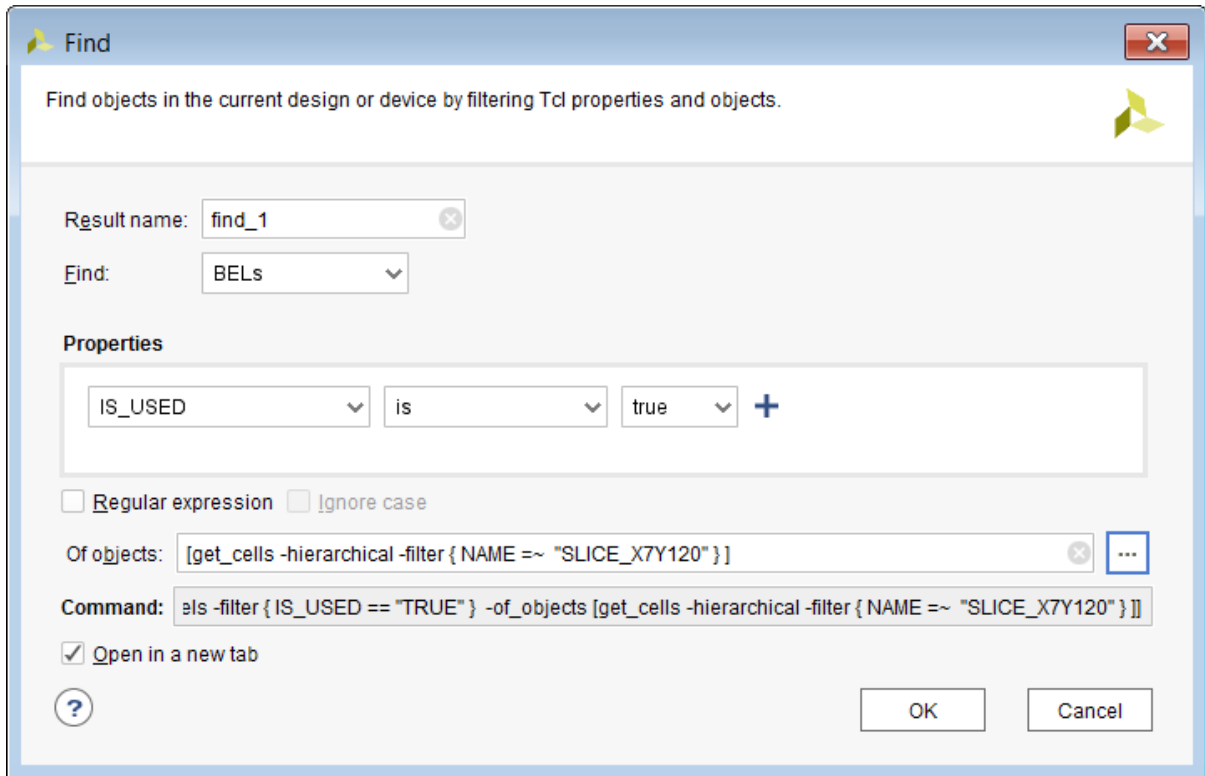 Find
Find objects in the current design or device by filtering Tcl properties and objects.
Result name: find_1
Find: BELs
Properties
IS_USED is true
Regular expression Ignore case
Of objects: [get_cells -hierarchical -filter { NAME =~ "SLICE_X7Y120" } ] ...
Command: els -filter { IS_USED == "TRUE" } -of_objects [get_cells -hierarchical -filter { NAME =~ "SLICE_X7Y120" } ]]
Open in a new tab
? OK Cancel